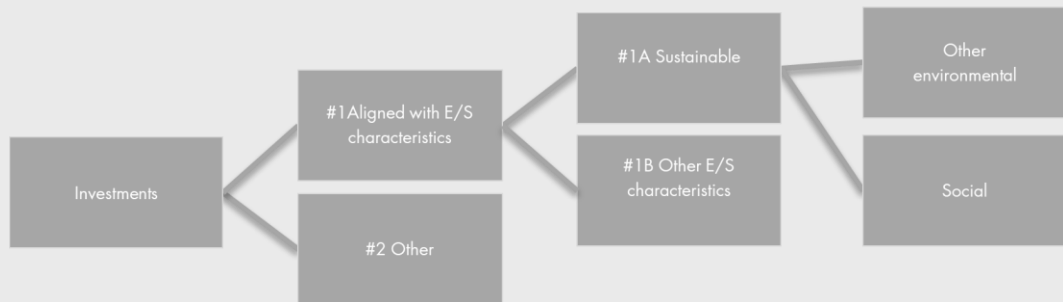 Investments
#1Aligned with E/S
characteristics
#2 Other
#1A Sustainable
#1B Other E/S
characteristics
Other
environmental
Social